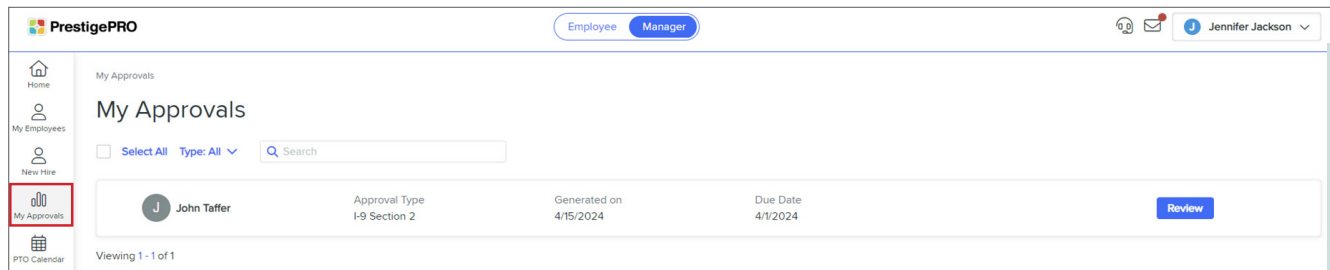 PrestigePRO
Employee Manager
J Jennifer Jackson
Home
My Employees
New Hire
My Approvals
PTO Calendar
My Approvals
My Approvals
Select All Type: All Search
J John Taffer
Approval Type
I-9 Section 2
Generated on
4/15/2024
Due Date
4/1/2024
Review
Viewing 1 - 1 of 1